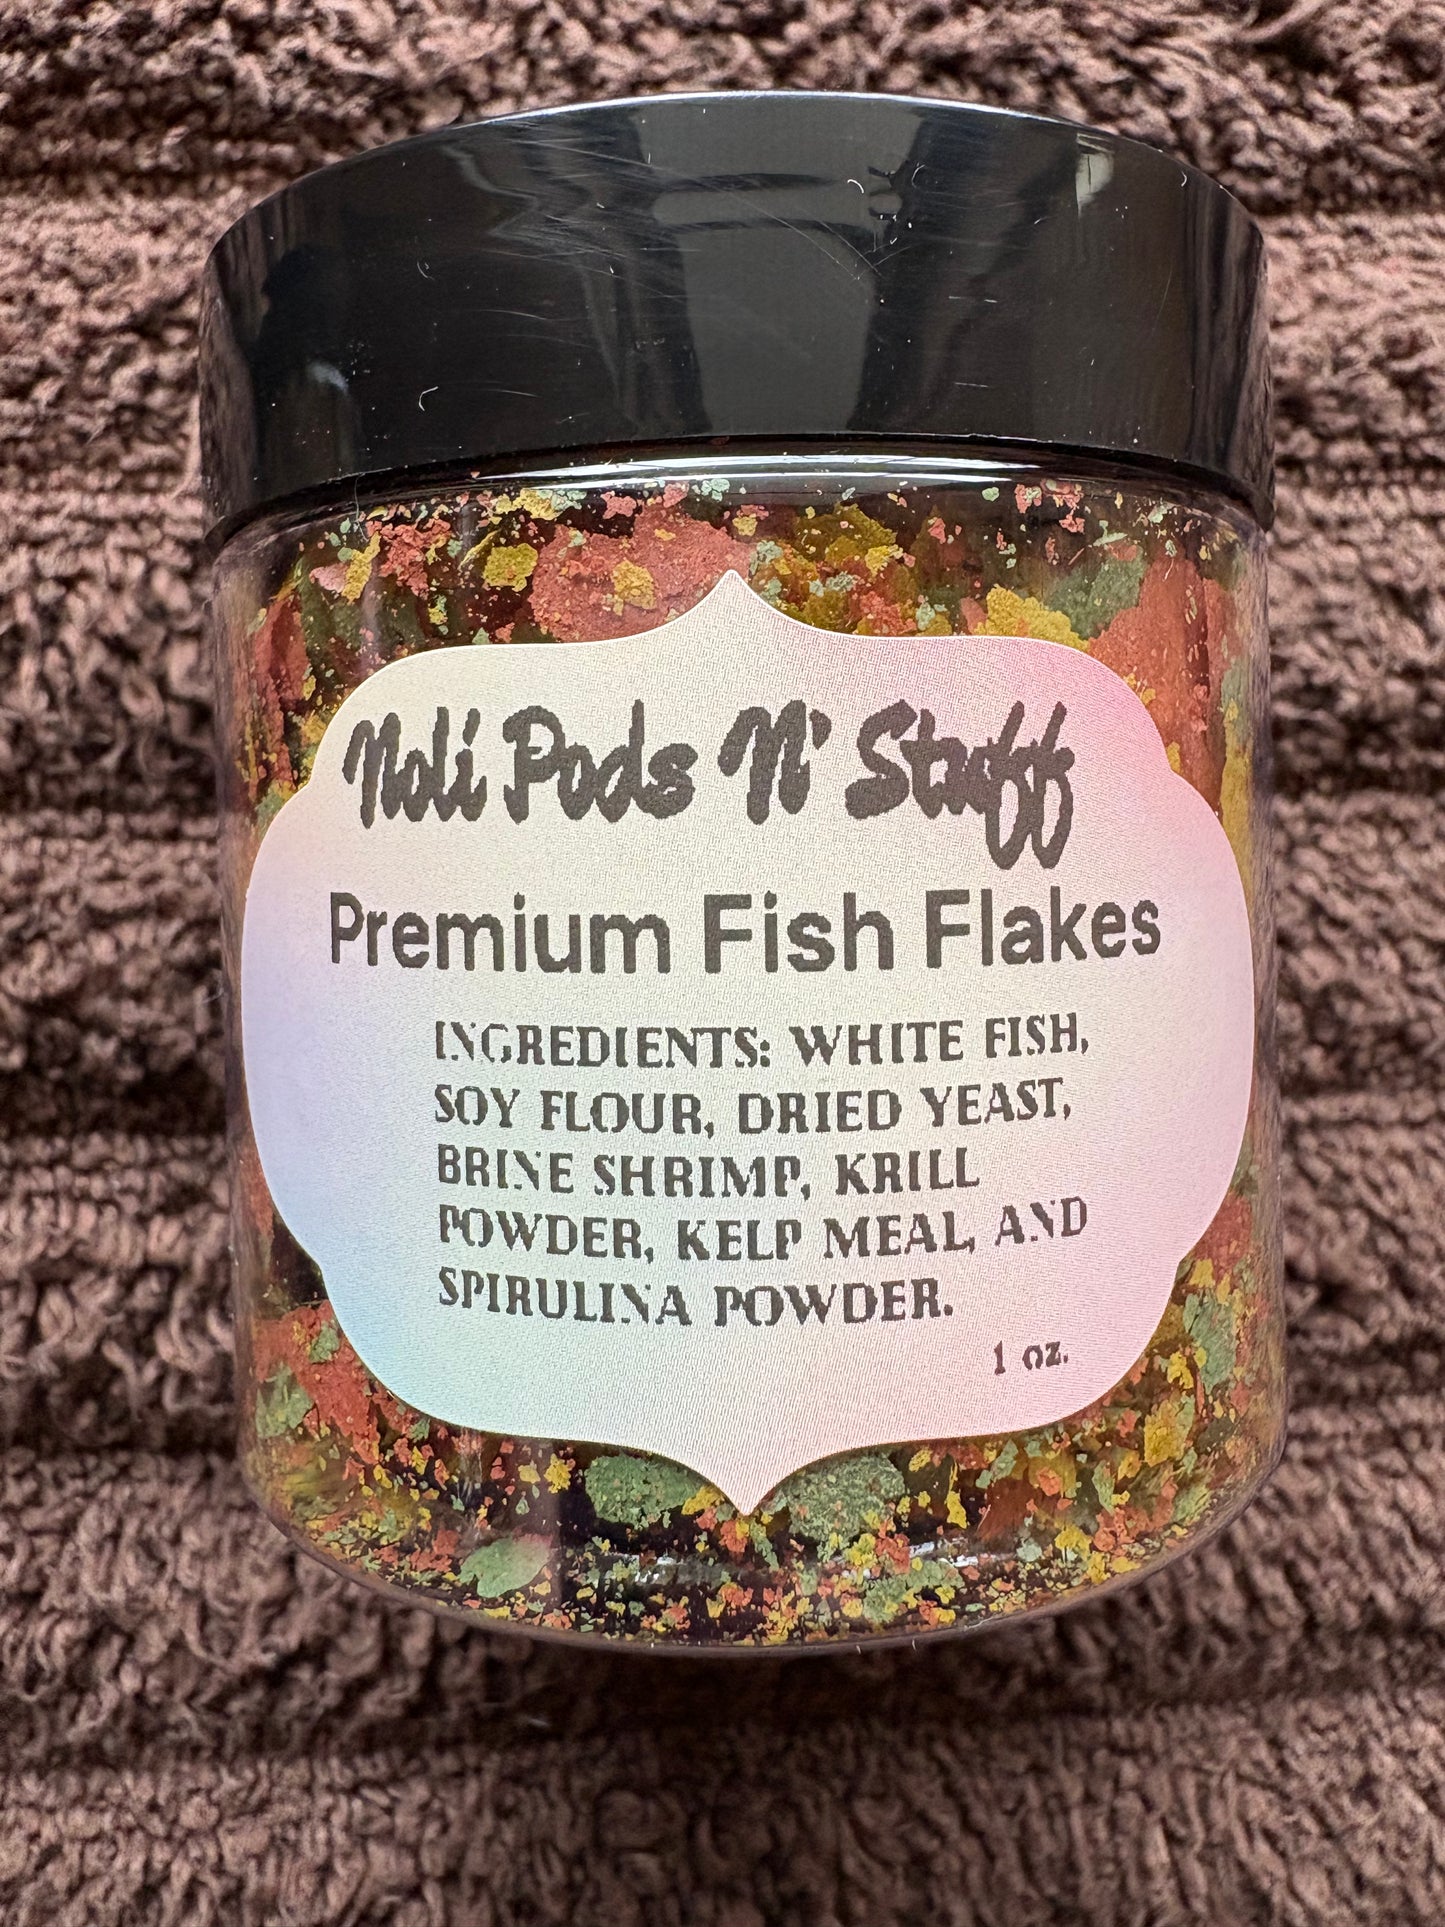 Noli Pods N' Stuff
Premium Fish Flakes
INGREDIENTS: WHITE FISH,
SOY FLOUR, DRIED YEAST,
BRINE SHRIMP, KRILL
POWDER, KELP MEAL, AND
SPIRULINA POWDER.
1 oz.